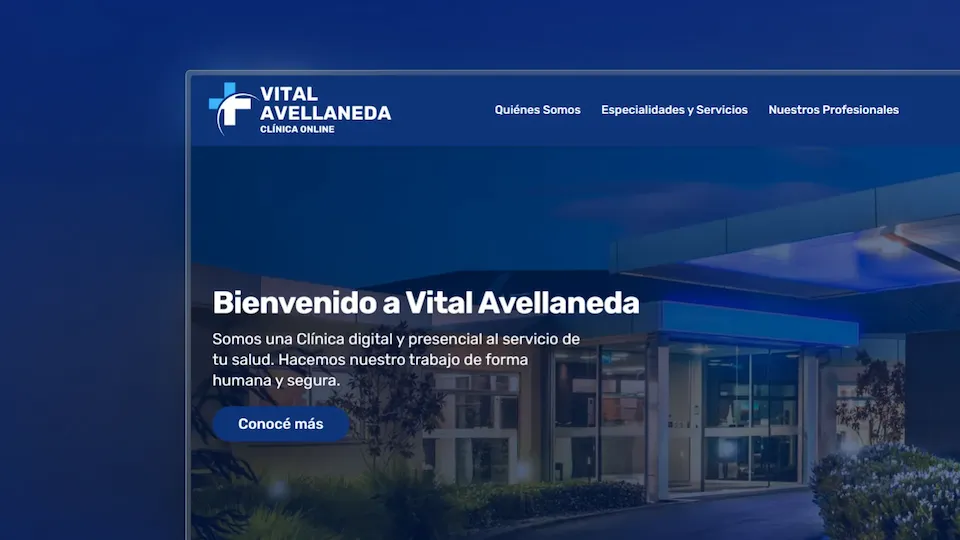 VITAL
AVELLANEDA
CLÍNICA ONLINE
Quiénes Somos
Especialidades y Servicios
Nuestros Profesionales
Bienvenido a Vital Avellaneda
Somos una Clínica digital y presencial al servicio de
tu salud. Hacemos nuestro trabajo de forma
humana y segura.
Conocé más